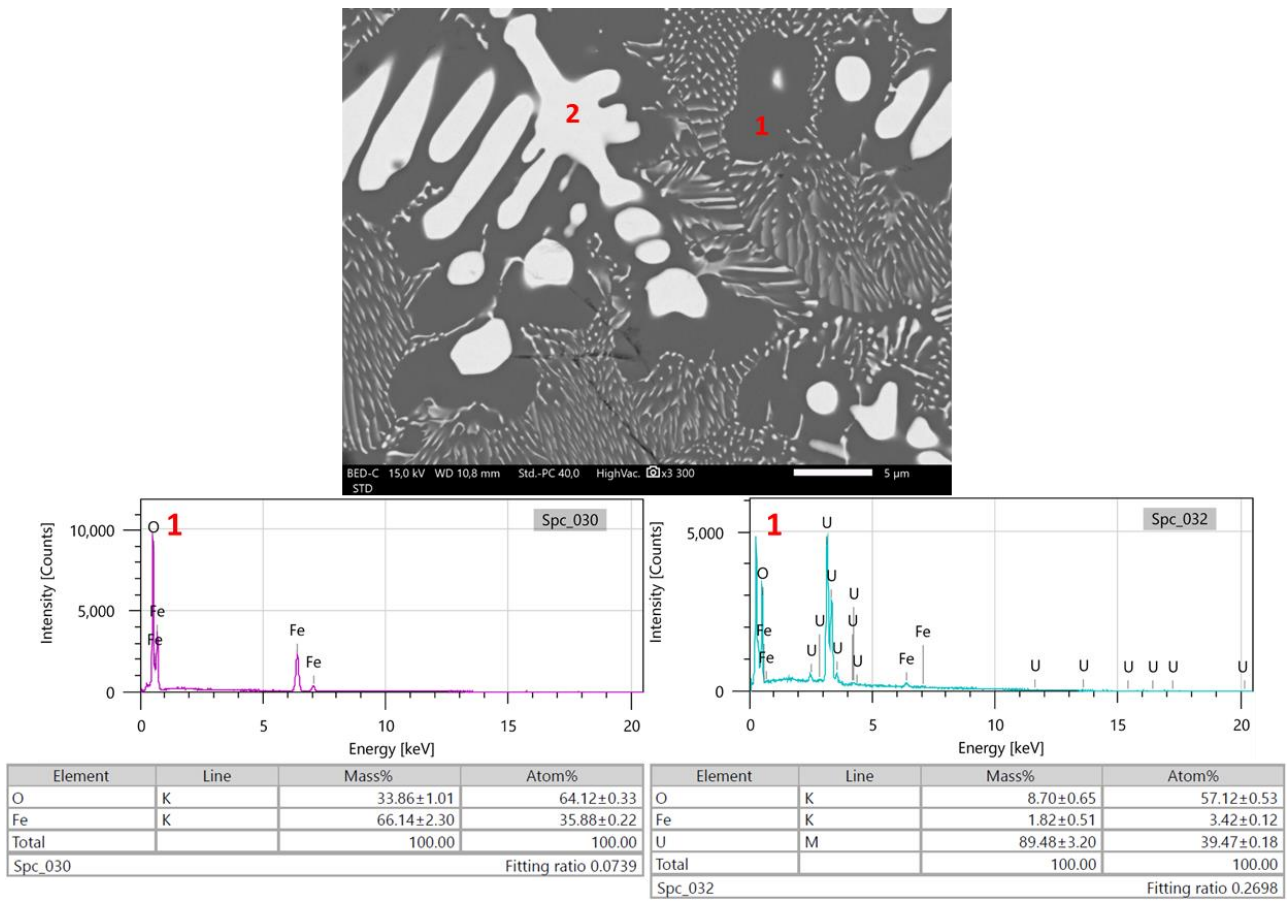 2
1
BED-C 15,0 kV WD 10,8 mm Std.-PC 40,0 HighVac. x3 300 5 µm
STD
1
Spc_030
Intensity [Counts]
10,000
5,000
0
O
Fe
Fe
Fe
Fe
0 5 10 15 20
Energy [keV]
Element Line Mass% Atom%
O K 33.86±1.01 64.12±0.33
Fe K 66.14±2.30 35.88±0.22
Total 100.00 100.00
Spc_030 Fitting ratio 0.0739
1
Spc_032
Intensity [Counts]
5,000
0
U
O
U
U
U
U
Fe
Fe
U
U
U
Fe
Fe
U U U U U U
0 5 10 15 20
Energy [keV]
Element Line Mass% Atom%
O K 8.70±0.65 57.12±0.53
Fe K 1.82±0.51 3.42±0.12
U M 89.48±3.20 39.47±0.18
Total 100.00 100.00
Spc_032 Fitting ratio 0.2698